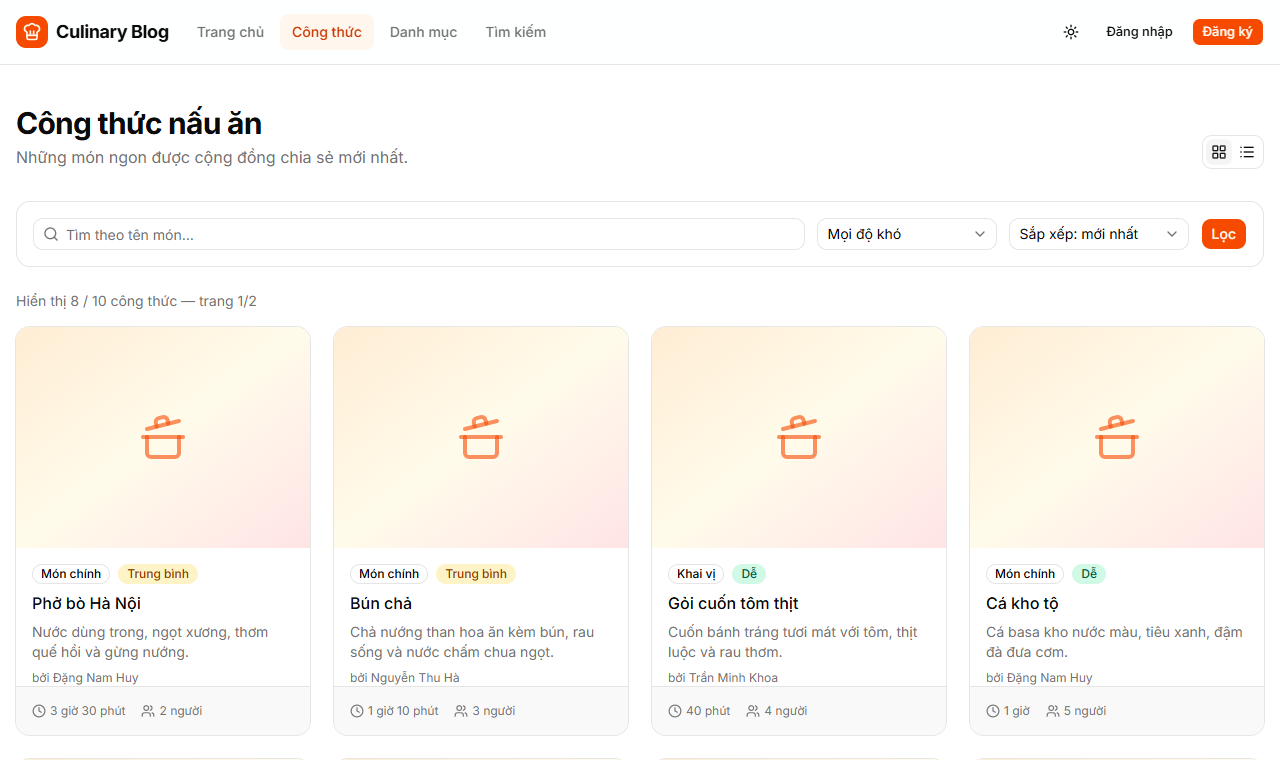 Culinary Blog Trang chủ Công thức Danh mục Tìm kiếm Đăng nhập Đăng ký
Công thức nấu ăn
Những món ngon được cộng đồng chia sẻ mới nhất.
Tìm theo tên món... Mọi độ khó Sắp xếp: mới nhất Lọc
Hiển thị 8 / 10 công thức — trang 1/2
Món chính Trung bình
Phở bò Hà Nội
Nước dùng trong, ngọt xương, thơm
quế hồi và gừng nướng.
bởi Đặng Nam Huy
3 giờ 30 phút 2 người
Món chính Trung bình
Bún chả
Chả nướng than hoa ăn kèm bún, rau
sống và nước chấm chua ngọt.
bởi Nguyễn Thu Hà
1 giờ 10 phút 3 người
Khai vị Dễ
Gỏi cuốn tôm thịt
Cuốn bánh tráng tươi mát với tôm, thịt
luộc và rau thơm.
bởi Trần Minh Khoa
40 phút 4 người
Món chính Dễ
Cá kho tộ
Cá basa kho nước màu, tiêu xanh, đậm
đà đưa cơm.
bởi Đặng Nam Huy
1 giờ 5 người